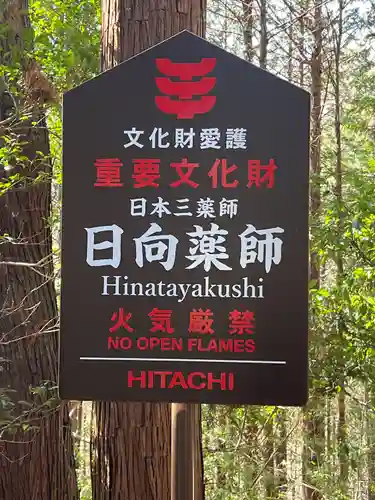 文化財愛護
重要文化財
日本三薬師
日向薬師
Hinatayakushi
火気厳禁
NO OPEN FLAMES
HITACHI